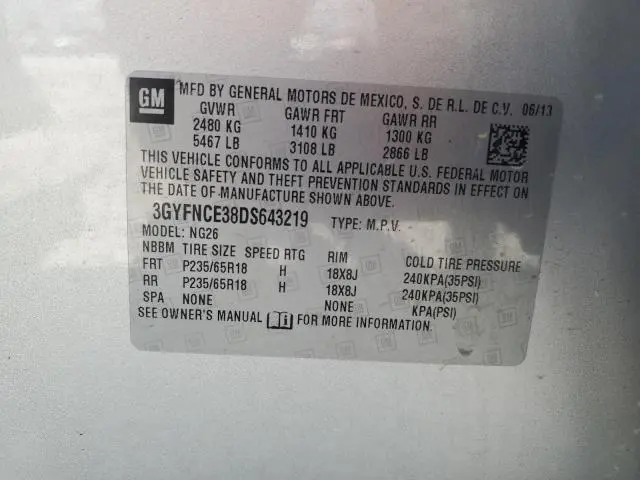 GM
MFD BY GENERAL MOTORS DE MEXICO, S. DE R.L. DE C.V. 06/13
GVWR GAWR FRT GAWR RR
2480 KG 1410 KG 1300 KG
5467 LB 3108 LB 2866 LB
THIS VEHICLE CONFORMS TO ALL APPLICABLE U.S. FEDERAL MOTOR
VEHICLE SAFETY AND THEFT PREVENTION STANDARDS IN EFFECT ON
THE DATE OF MANUFACTURE SHOWN ABOVE.
3GYFNCE38DS643219 TYPE: M.P.V.
MODEL: NG26
NBBM TIRE SIZE SPEED RTG RIM COLD TIRE PRESSURE
FRT P235/65R18 H 18X8J 240KPA(35PSI)
RR P235/65R18 H 18X8J 240KPA(35PSI)
SPA NONE NONE KPA(PSI)
SEE OWNER'S MANUAL i FOR MORE INFORMATION.